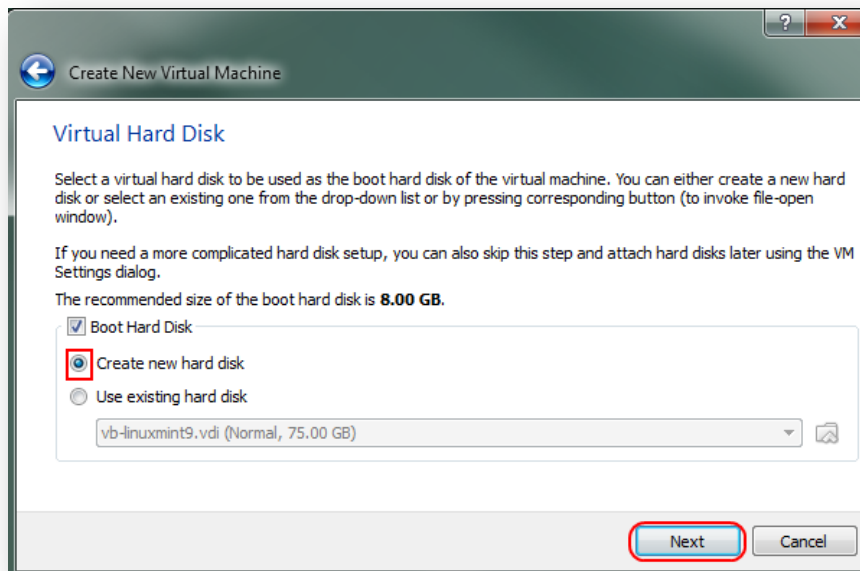 ?
X
Create New Virtual Machine
Virtual Hard Disk
Select a virtual hard disk to be used as the boot hard disk of the virtual machine. You can either create a new hard
disk or select an existing one from the drop-down list or by pressing corresponding button (to invoke file-open
window).
If you need a more complicated hard disk setup, you can also skip this step and attach hard disks later using the VM
Settings dialog.
The recommended size of the boot hard disk is 8.00 GB.
Boot Hard Disk
Create new hard disk
Use existing hard disk
vb-linuxmint9.vdi (Normal, 75.00 GB)
Next
Cancel